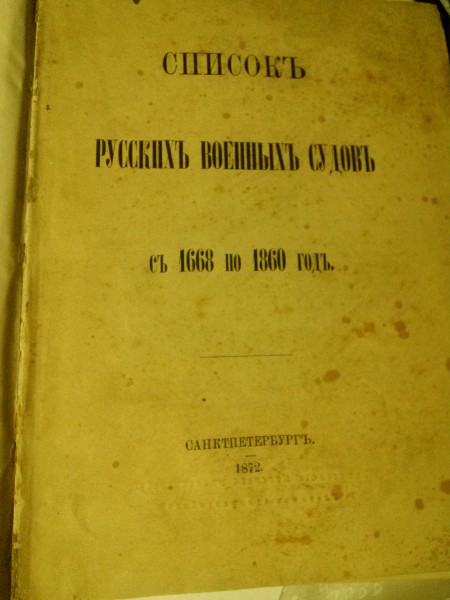 СПИСОКЪ
РУССКИХЪ ВОЕННЫХЪ СУДОВЪ
съ 1668 по 1860 годъ.
САНКТПЕТЕРБУРГЪ.
1872.